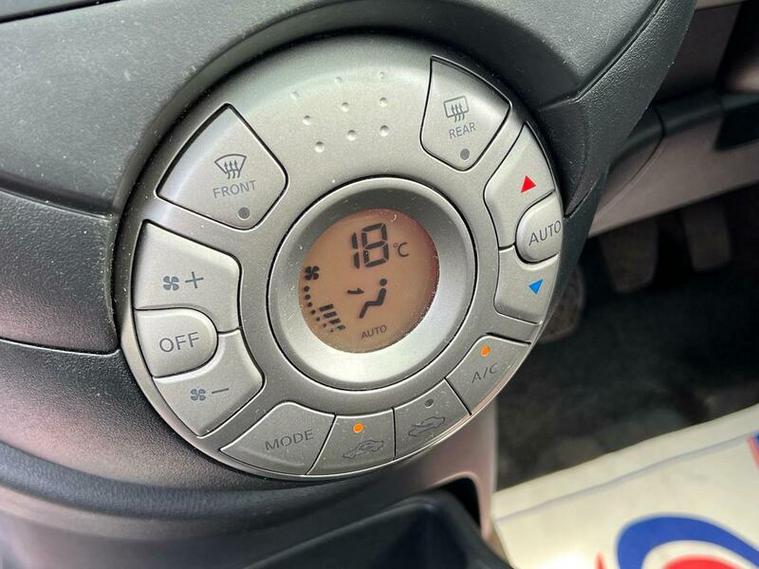 REAR
FRONT
18°C
AUTO
+
OFF
AUTO
-
A/C
MODE